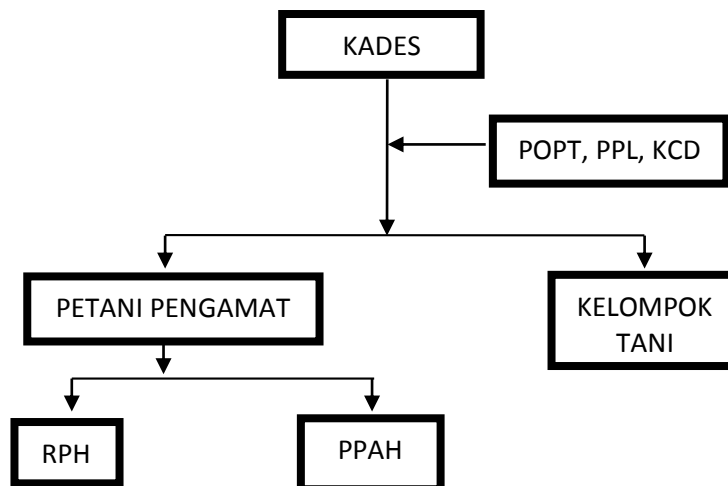 KADES
POPT, PPL, KCD
PETANI PENGAMAT
KELOMPOK
TANI
RPH
PPAH